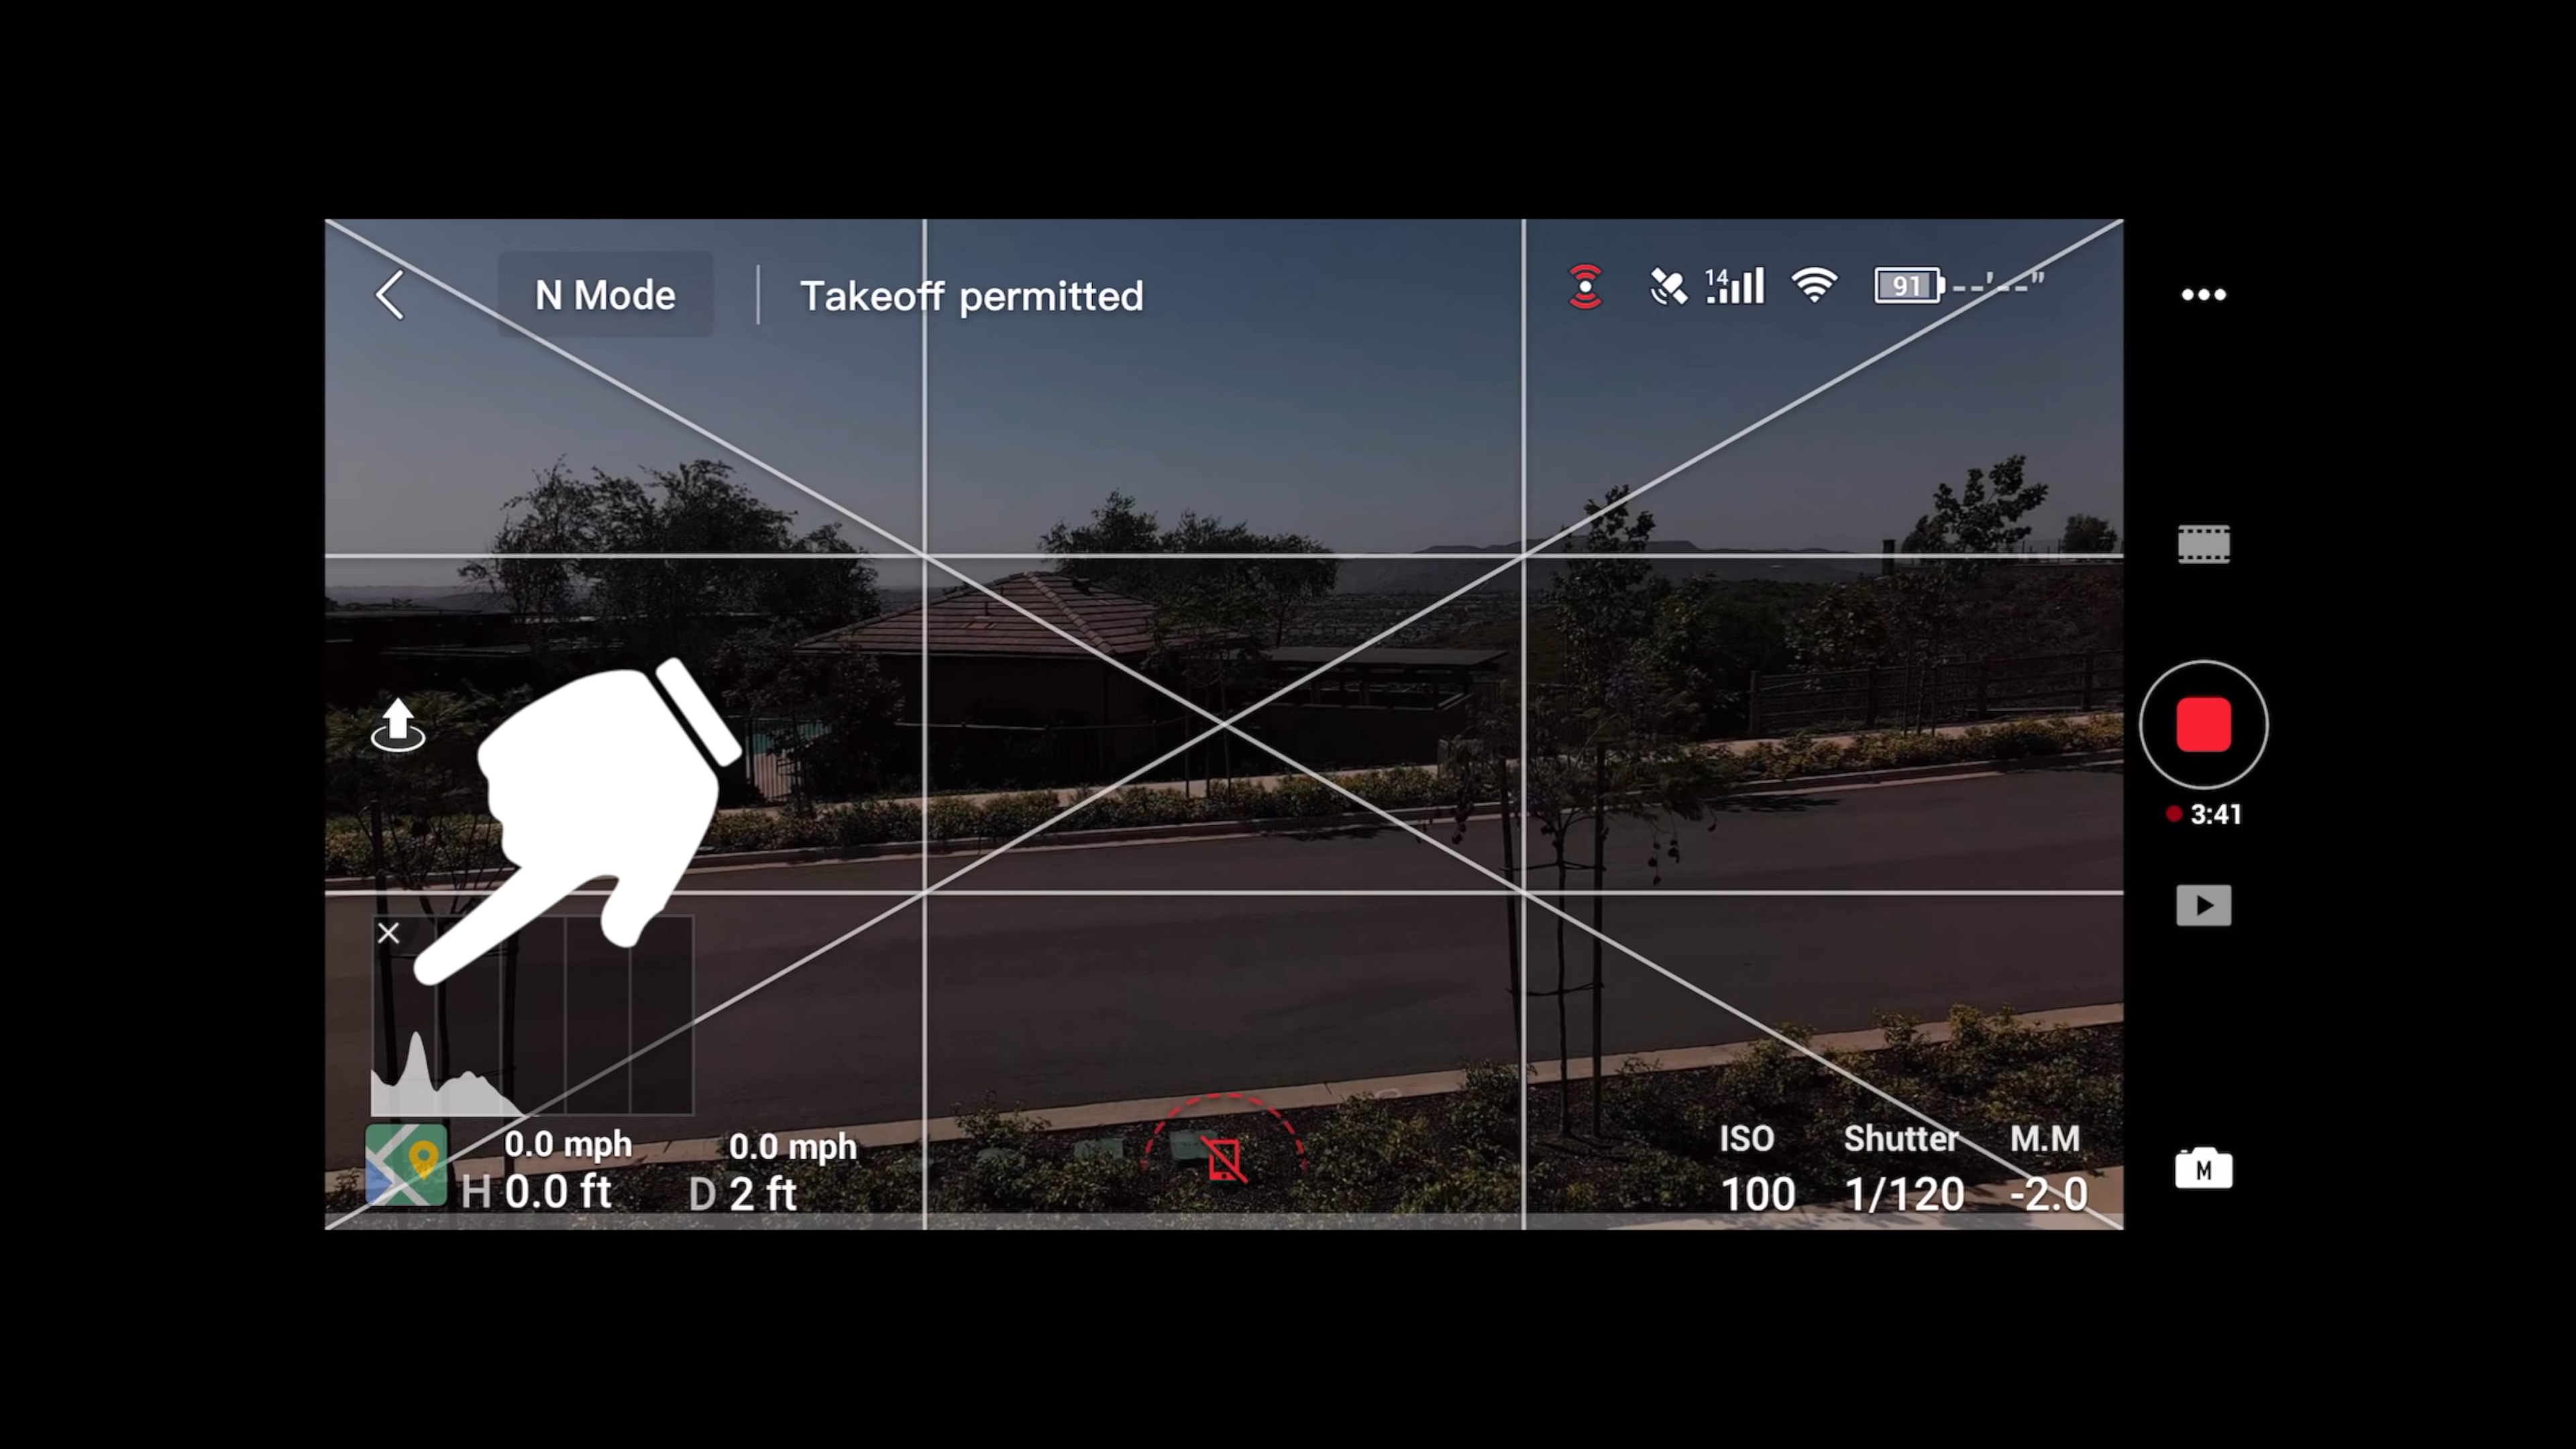 N Mode
Takeoff permitted
14
91
--'--"
3:41
0.0 mph
0.0 mph
H 0.0 ft
D 2 ft
ISO
Shutter
M.M
100
1/120
-2.0
M